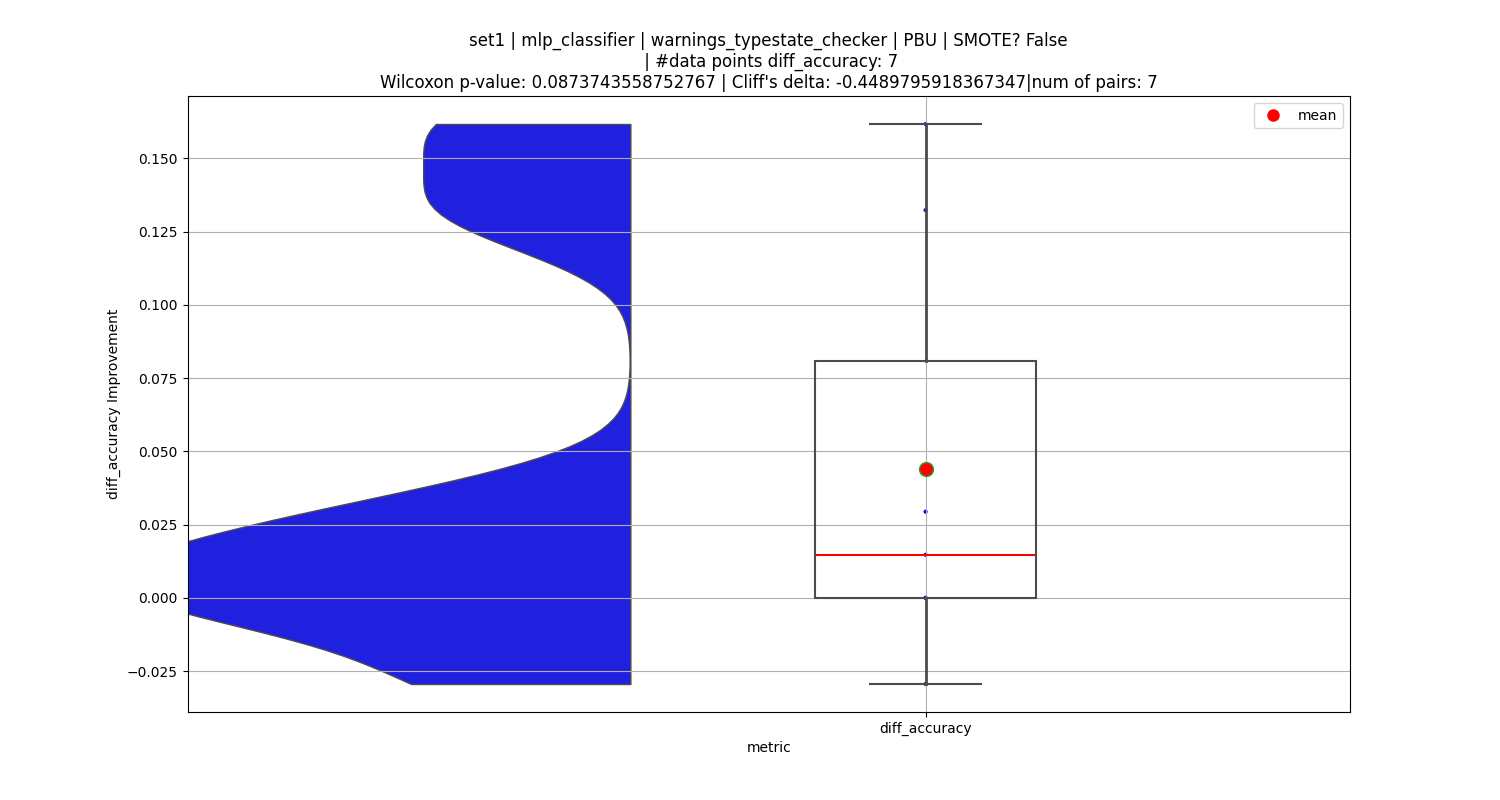 set1 | mlp_classifier | warnings_typestate_checker | PBU | SMOTE? False
| #data points diff_accuracy: 7
Wilcoxon p-value: 0.0873743558752767 | Cliff's delta: -0.4489795918367347|num of pairs: 7
mean
0.150
0.125
0.100
0.075
0.050
0.025
0.000
−0.025
diff_accuracy Improvement
diff_accuracy
metric